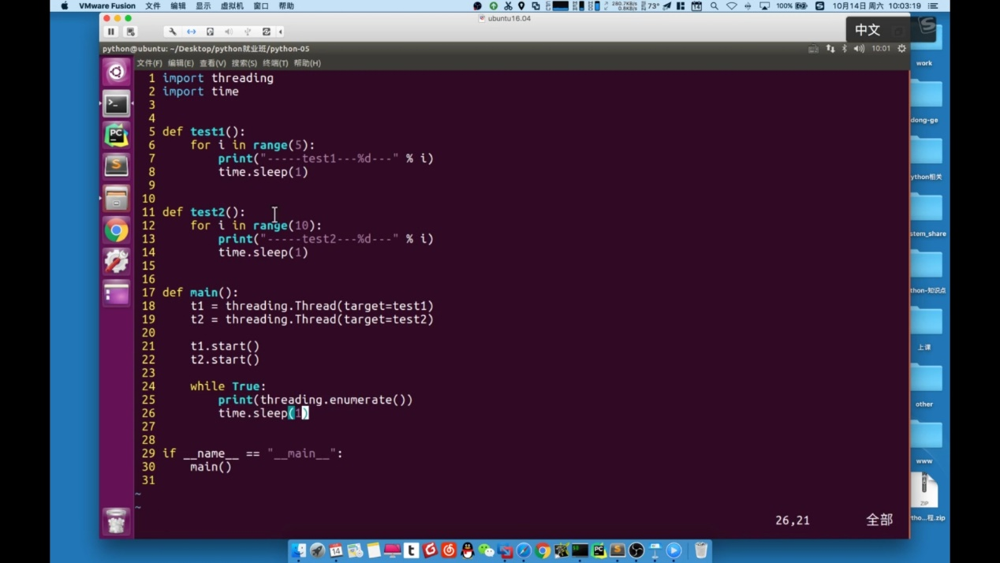 VMware Fusion 文件 编辑 显示 虚拟机 窗口 帮助 280.7KB/s 0.8KB/s 73° 14 100% 10月14日 周六 10:03:19
ubuntu16.04
中文
python@ubuntu: ~/Desktop/python就业班/python-05 10:01
文件(F) 编辑(E) 查看(V) 搜索(S) 终端(T) 帮助(H)
1 import threading
2 import time
3
4
5 def test1():
6     for i in range(5):
7         print("-----test1---%d---" % i)
8         time.sleep(1)
9
10
11 def test2():
12     for i in range(10):
13         print("-----test2---%d---" % i)
14         time.sleep(1)
15
16
17 def main():
18     t1 = threading.Thread(target=test1)
19     t2 = threading.Thread(target=test2)
20
21     t1.start()
22     t2.start()
23
24     while True:
25         print(threading.enumerate())
26         time.sleep(1)
27
28
29 if __name__ == "__main__":
30     main()
31
~
~
26,21 全部
work
dong-ge
ython相关
stem_share
thon-知识点
上课
other
www
ZIP
ytho...程.zip